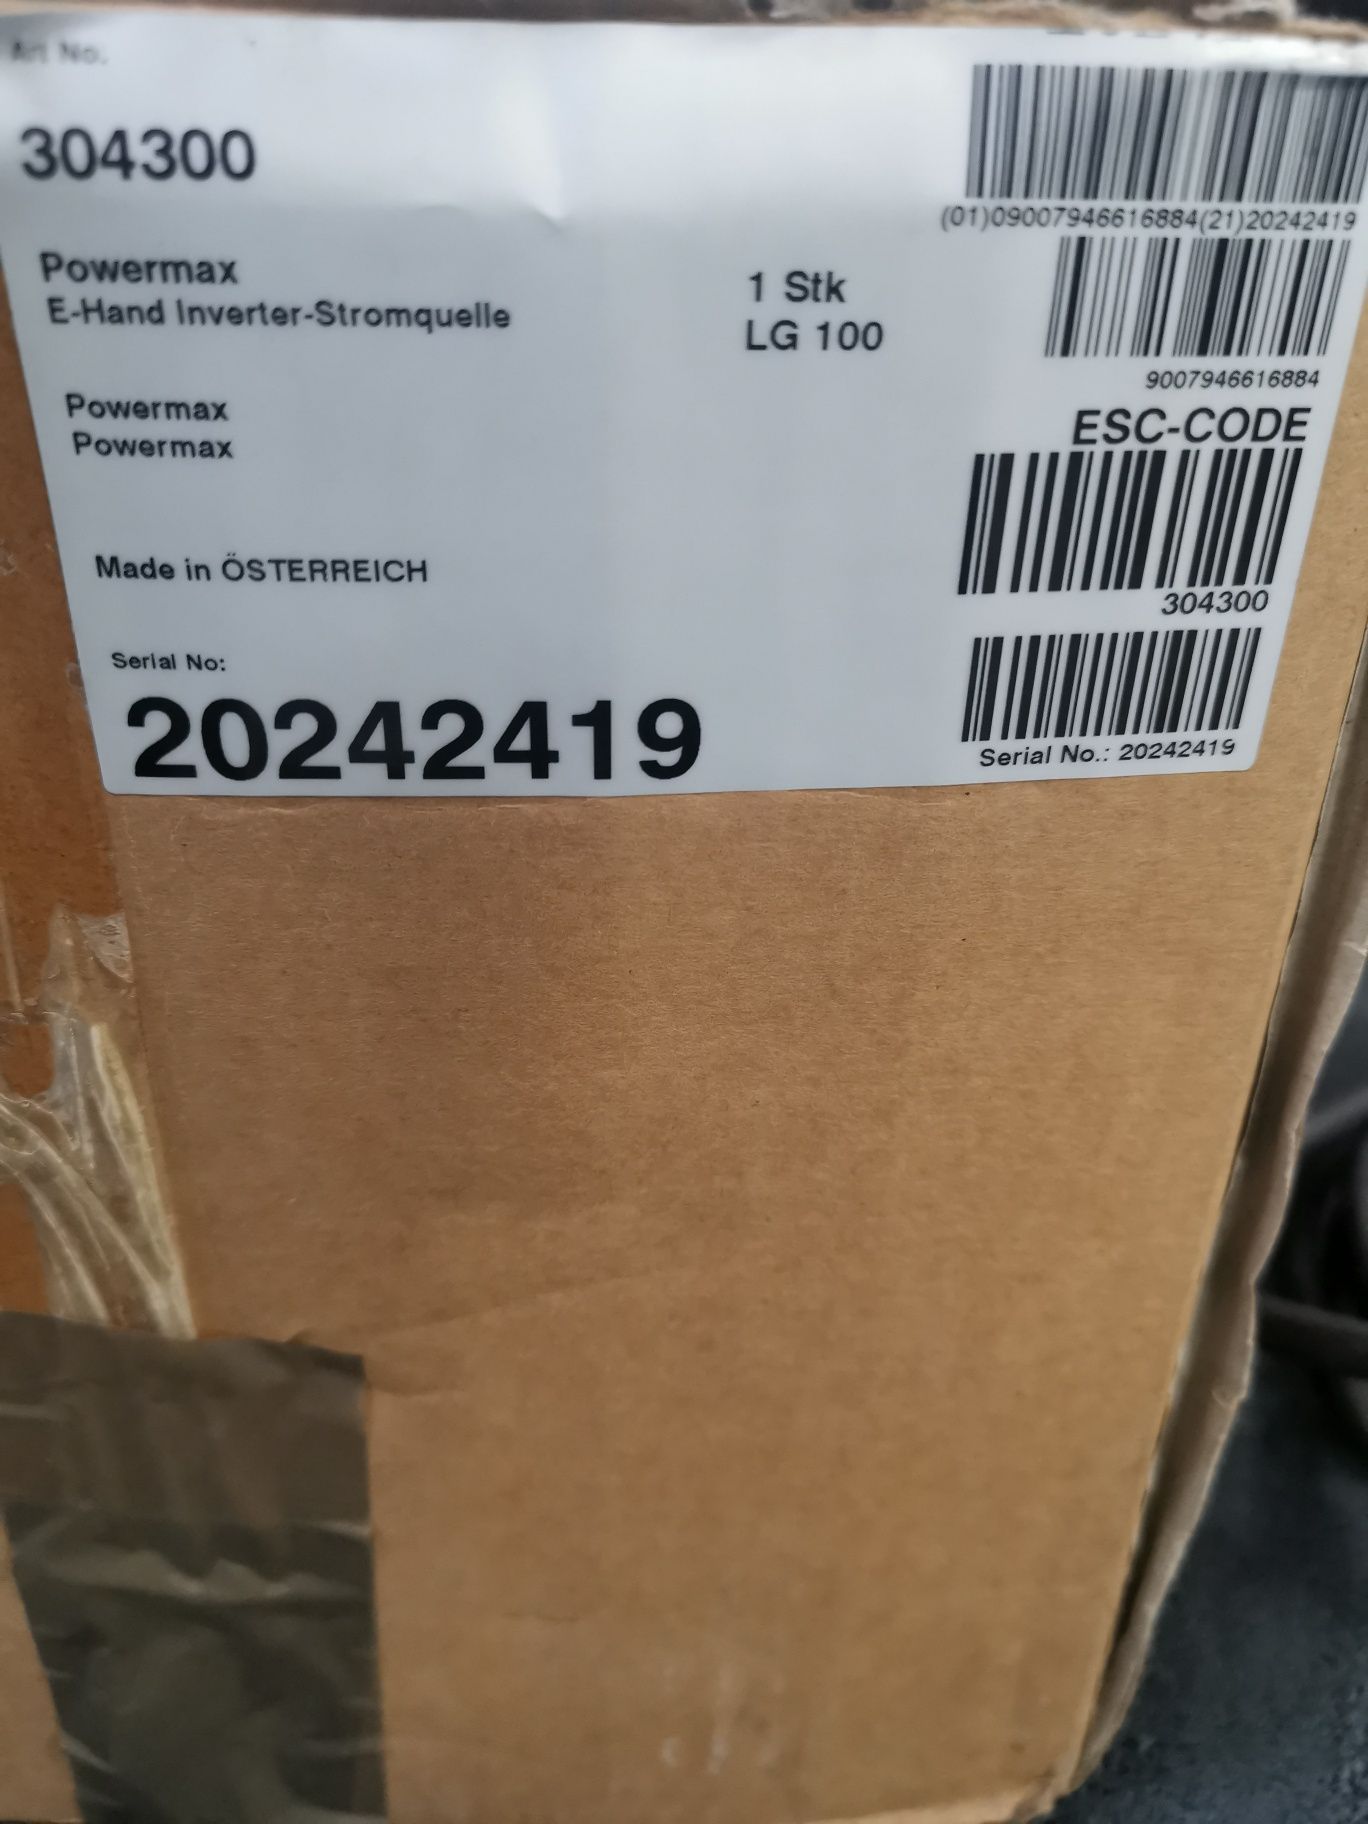 Art No.
304300
(01)09007946616884(21)20242419
Powermax
E-Hand Inverter-Stromquelle
1 Stk
LG 100
9007946616884
Powermax
Powermax
ESC-CODE
304300
Made in ÖSTERREICH
Serial No:
20242419
Serial No.: 20242419